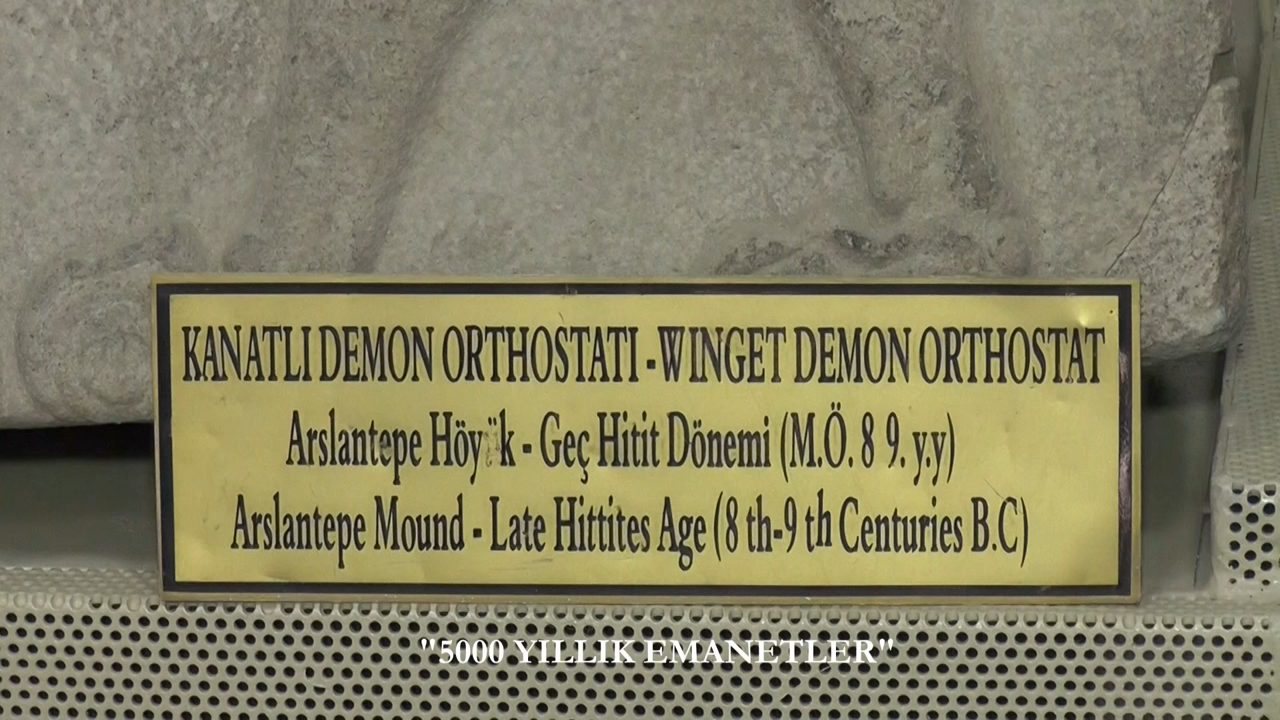 KANATLI DEMON ORTHOSTATI - WINGET DEMON ORTHOSTAT
Arslantepe Höyük - Geç Hitit Dönemi (M.Ö. 8 9. y.y)
Arslantepe Mound - Late Hittites Age (8 th-9 th Centuries B.C)
"5000 YILLIK EMANETLER"